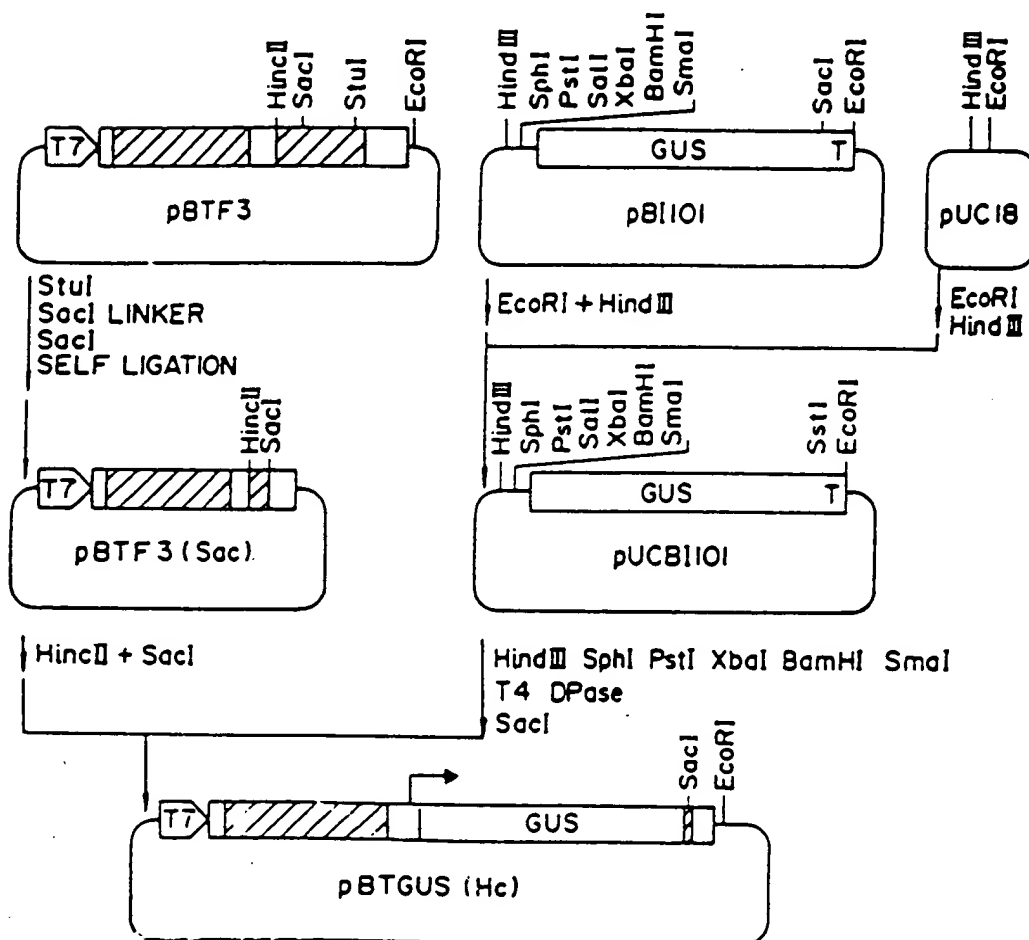 HincII
SacI
StuI
EcoRI
T7
pBTF3
HindIII
SphI
PstI
SalI
XbaI
BamHI
SmaI
SacI
EcoRI
GUS
T
pBI101
HindIII
EcoRI
pUC18
StuI
SacI LINKER
SacI
SELF LIGATION
EcoRI + HindIII
EcoRI
HindIII
HincII
SacI
T7
pBTF3 (Sac)
HindIII
SphI
PstI
SalI
XbaI
BamHI
SmaI
SstI
EcoRI
GUS
T
pUCBI101
HincII + SacI
HindIII SphI PstI XbaI BamHI SmaI
T4 DPase
SacI
SacI
EcoRI
T7
GUS
pBTGUS (Hc)